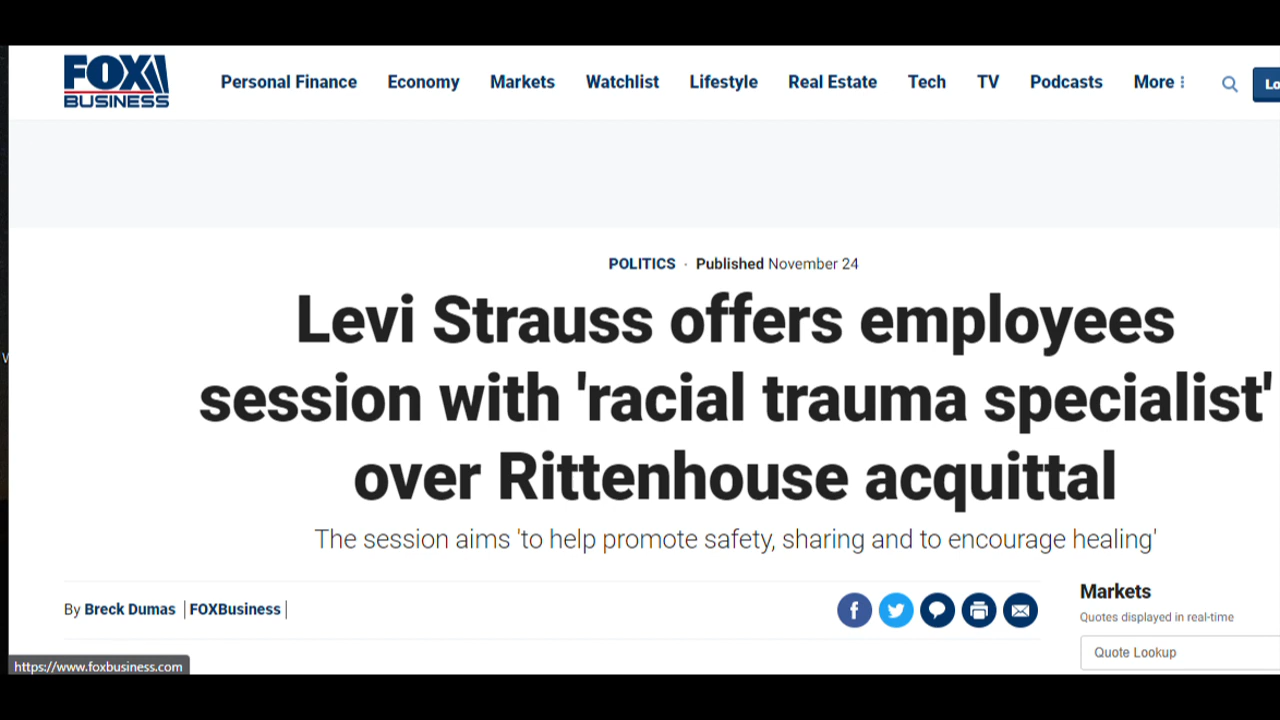 FOX
BUSINESS
Personal Finance Economy Markets Watchlist Lifestyle Real Estate Tech TV Podcasts More
POLITICS · Published November 24
Levi Strauss offers employees
session with 'racial trauma specialist'
over Rittenhouse acquittal
The session aims 'to help promote safety, sharing and to encourage healing'
By Breck Dumas | FOXBusiness |
Markets
Quotes displayed in real-time
Quote Lookup
https://www.foxbusiness.com